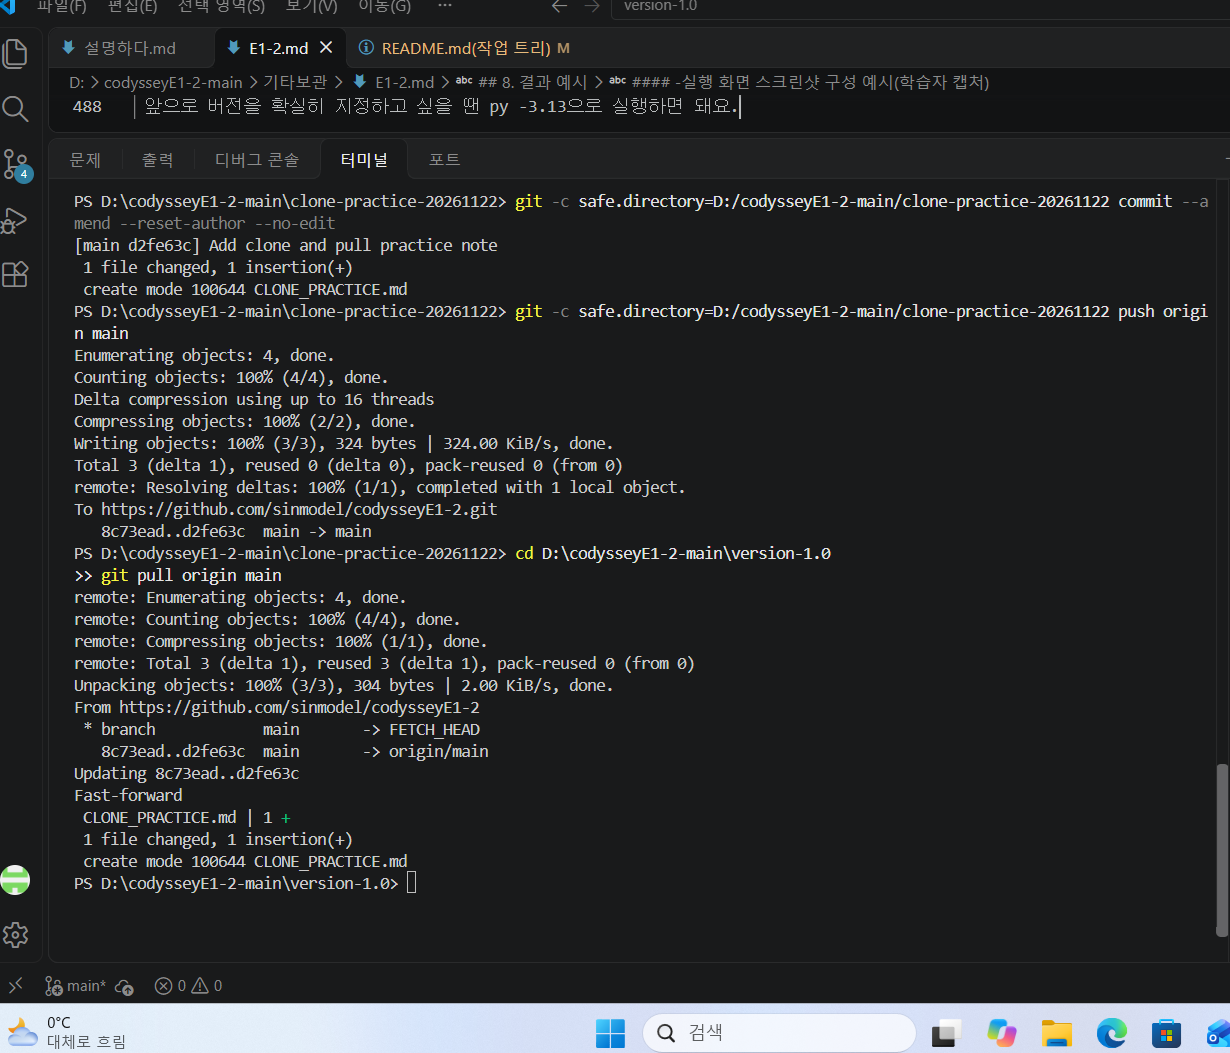 파일(F) 편집(E) 선택 영역(S) 보기(V) 이동(G) ··· version-1.0
설명하다.md E1-2.md README.md(작업 트리) M
D: > codysseyE1-2-main > 기타보관 > E1-2.md > abc ## 8. 결과 예시 > abc #### -실행 화면 스크린샷 구성 예시(학습자 캡처)
488 앞으로 버전을 확실히 지정하고 싶을 땐 py -3.13으로 실행하면 돼요.
문제 출력 디버그 콘솔 터미널 포트
4
PS D:\codysseyE1-2-main\clone-practice-20261122> git -c safe.directory=D:/codysseyE1-2-main/clone-practice-20261122 commit --a
mend --reset-author --no-edit
[main d2fe63c] Add clone and pull practice note
1 file changed, 1 insertion(+)
create mode 100644 CLONE_PRACTICE.md
PS D:\codysseyE1-2-main\clone-practice-20261122> git -c safe.directory=D:/codysseyE1-2-main/clone-practice-20261122 push origi
n main
Enumerating objects: 4, done.
Counting objects: 100% (4/4), done.
Delta compression using up to 16 threads
Compressing objects: 100% (2/2), done.
Writing objects: 100% (3/3), 324 bytes | 324.00 KiB/s, done.
Total 3 (delta 1), reused 0 (delta 0), pack-reused 0 (from 0)
remote: Resolving deltas: 100% (1/1), completed with 1 local object.
To https://github.com/sinmodel/codysseyE1-2.git
8c73ead..d2fe63c main -> main
PS D:\codysseyE1-2-main\clone-practice-20261122> cd D:\codysseyE1-2-main\version-1.0
>> git pull origin main
remote: Enumerating objects: 4, done.
remote: Counting objects: 100% (4/4), done.
remote: Compressing objects: 100% (1/1), done.
remote: Total 3 (delta 1), reused 3 (delta 1), pack-reused 0 (from 0)
Unpacking objects: 100% (3/3), 304 bytes | 2.00 KiB/s, done.
From https://github.com/sinmodel/codysseyE1-2
* branch main -> FETCH_HEAD
8c73ead..d2fe63c main -> origin/main
Updating 8c73ead..d2fe63c
Fast-forward
CLONE_PRACTICE.md | 1 +
1 file changed, 1 insertion(+)
create mode 100644 CLONE_PRACTICE.md
PS D:\codysseyE1-2-main\version-1.0>
main* 0 0
0°C
대체로 흐림
검색